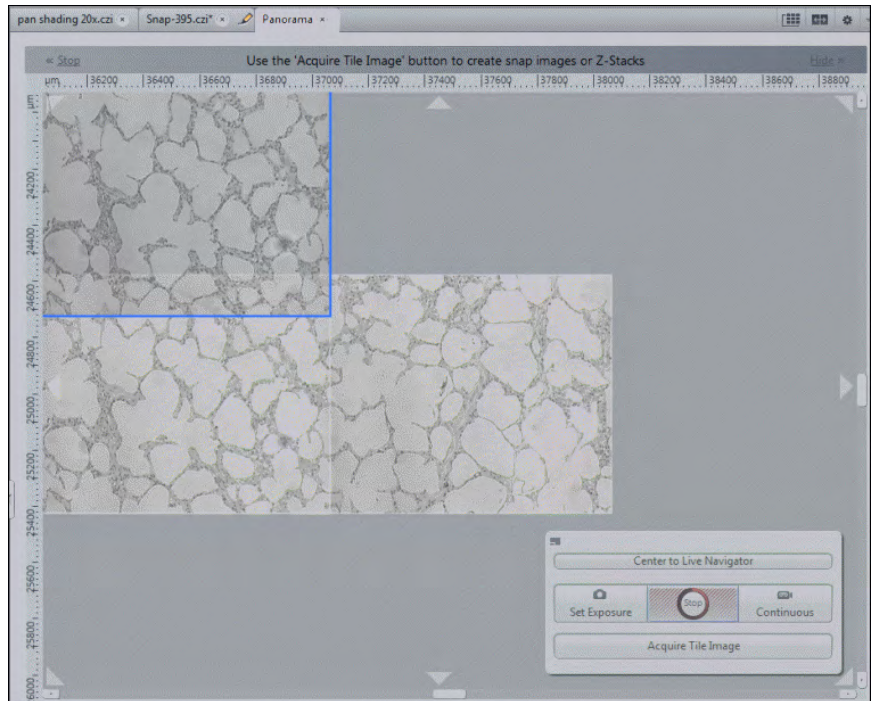 pan shading 20x.czi × Snap-395.czi* × Panorama ×
« Stop Use the 'Acquire Tile Image' button to create snap images or Z-Stacks Hide
µm 36200 36400 36600 36800 37000 37200 37400 37600 37800 38000 38200 38400 38600 38800
µm
24200
24400
24600
24800
25000
25200
25400
25600
25800
6000
Center to Live Navigator
Set Exposure Stop Continuous
Acquire Tile Image